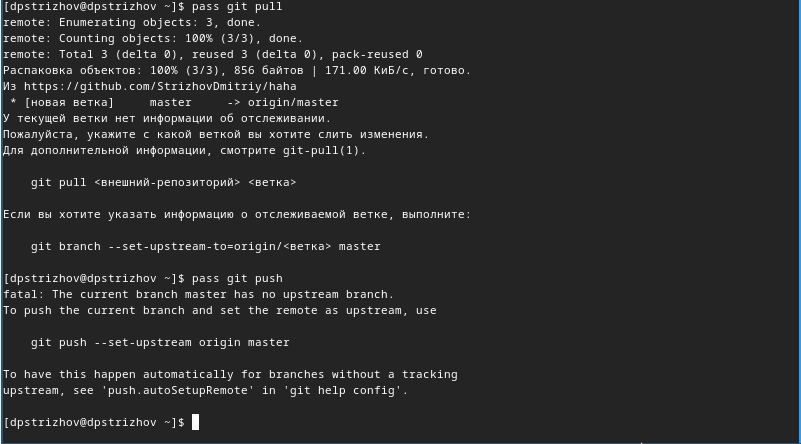 [dpstrizhov@dpstrizhov ~]$ pass git pull
remote: Enumerating objects: 3, done.
remote: Counting objects: 100% (3/3), done.
remote: Total 3 (delta 0), reused 3 (delta 0), pack-reused 0
Распаковка объектов: 100% (3/3), 856 байтов | 171.00 КиБ/с, готово.
Из https://github.com/StrizhovDmitriy/haha
 * [новая ветка]     master     -> origin/master
У текущей ветки нет информации об отслеживании.
Пожалуйста, укажите с какой веткой вы хотите слить изменения.
Для дополнительной информации, смотрите git-pull(1).
    git pull <внешний-репозиторий> <ветка>
Если вы хотите указать информацию о отслеживаемой ветке, выполните:
    git branch --set-upstream-to=origin/<ветка> master
[dpstrizhov@dpstrizhov ~]$ pass git push
fatal: The current branch master has no upstream branch.
To push the current branch and set the remote as upstream, use
    git push --set-upstream origin master
To have this happen automatically for branches without a tracking
upstream, see 'push.autoSetupRemote' in 'git help config'.
[dpstrizhov@dpstrizhov ~]$